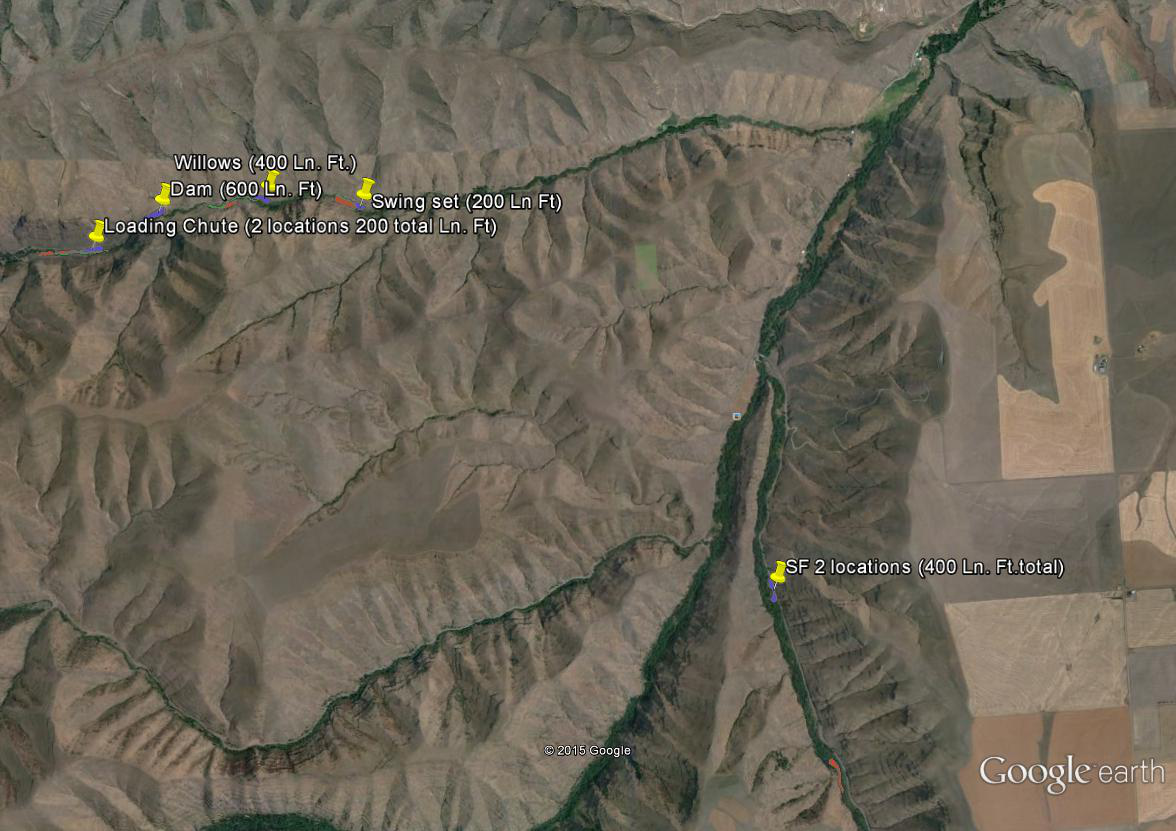 Willows (400 Ln. Ft.)
Dam (600 Ln. Ft)
Swing set (200 Ln Ft)
Loading Chute (2 locations 200 total Ln. Ft)
SF 2 locations (400 Ln. Ft.total)
© 2015 Google
Google earth